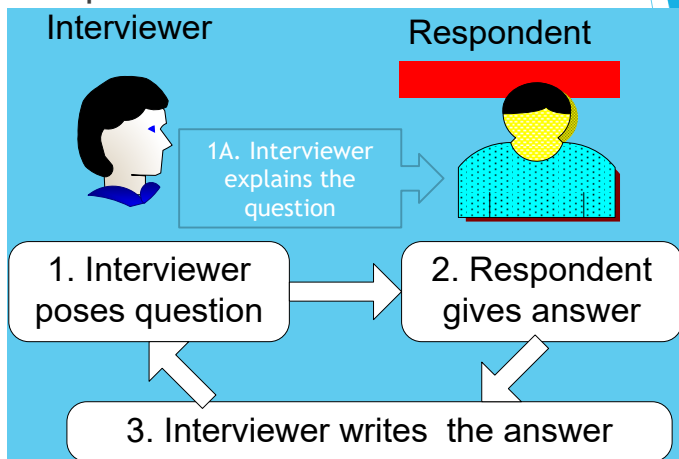 Interviewer
Respondent
1A. Interviewer
explains the
question
1. Interviewer
poses question
2. Respondent
gives answer
3. Interviewer writes the answer